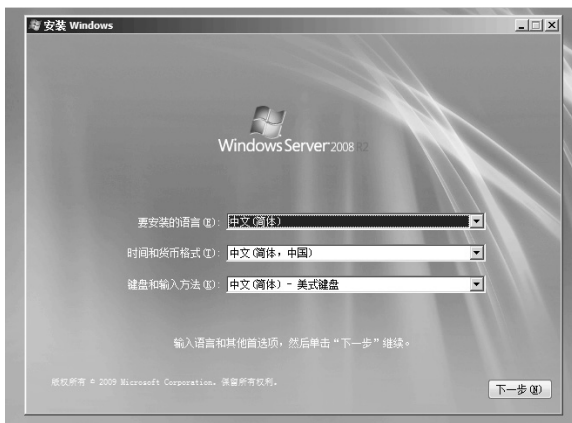 安装 Windows
Windows Server 2008 R2
要安装的语言(E): 中文(简体)
时间和货币格式(T): 中文(简体，中国)
键盘和输入方法(K): 中文(简体) - 美式键盘
输入语言和其他首选项，然后单击“下一步”继续。
版权所有 © 2009 Microsoft Corporation。保留所有权利。
下一步(N)